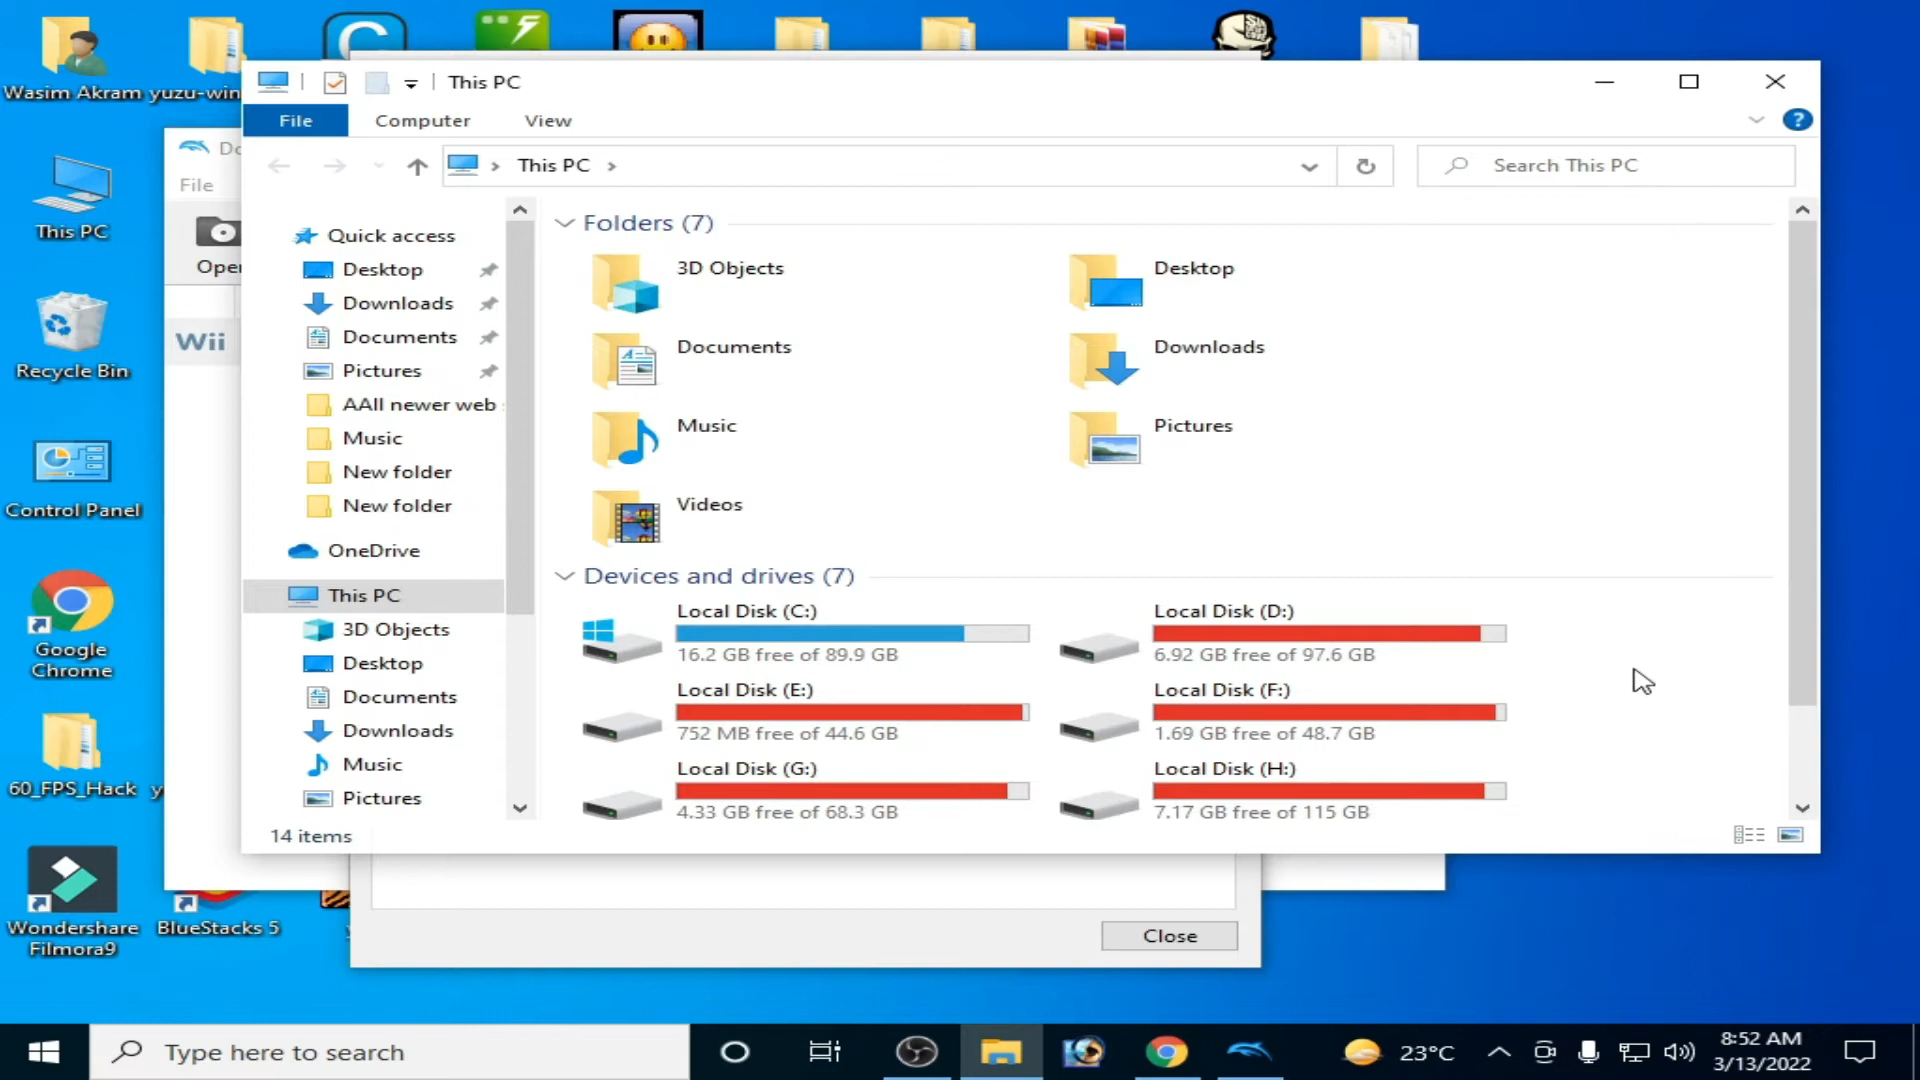 Wasim Akram
yuzu-win
This PC
Recycle Bin
Control Panel
Google
Chrome
60_FPS_Hack
y
Wondershare
Filmora9
BlueStacks 5
File
Oper
Wii
This PC
File
Computer
View
This PC
Search This PC
Quick access
Desktop
Downloads
Documents
Pictures
AAll newer web
Music
New folder
New folder
OneDrive
This PC
3D Objects
Desktop
Documents
Downloads
Music
Pictures
Folders (7)
3D Objects
Desktop
Documents
Downloads
Music
Pictures
Videos
Devices and drives (7)
Local Disk (C:)
16.2 GB free of 89.9 GB
Local Disk (D:)
6.92 GB free of 97.6 GB
Local Disk (E:)
752 MB free of 44.6 GB
Local Disk (F:)
1.69 GB free of 48.7 GB
Local Disk (G:)
4.33 GB free of 68.3 GB
Local Disk (H:)
7.17 GB free of 115 GB
14 items
Close
Type here to search
23°C
8:52 AM
3/13/2022